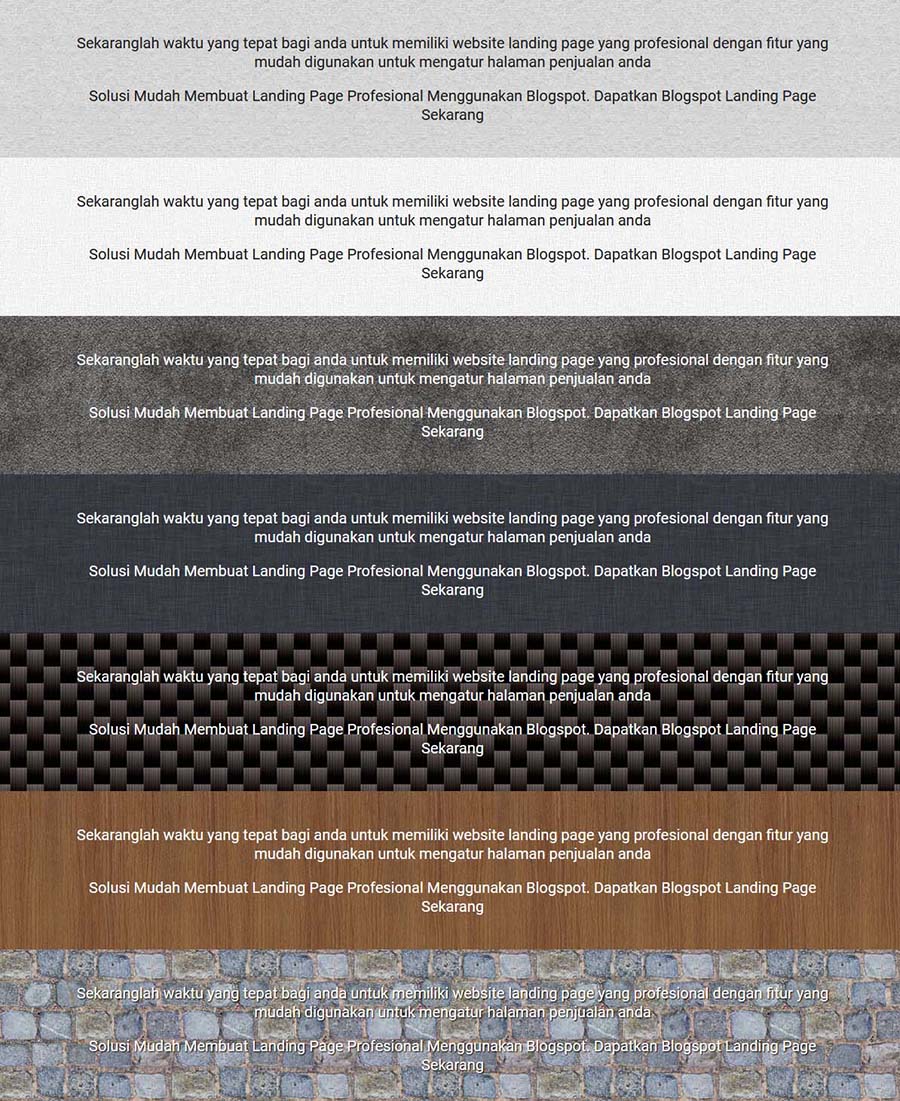 Sekaranglah waktu yang tepat bagi anda untuk memiliki website landing page yang profesional dengan fitur yang
mudah digunakan untuk mengatur halaman penjualan anda
Solusi Mudah Membuat Landing Page Profesional Menggunakan Blogspot. Dapatkan Blogspot Landing Page
Sekarang
Sekaranglah waktu yang tepat bagi anda untuk memiliki website landing page yang profesional dengan fitur yang
mudah digunakan untuk mengatur halaman penjualan anda
Solusi Mudah Membuat Landing Page Profesional Menggunakan Blogspot. Dapatkan Blogspot Landing Page
Sekarang
Sekaranglah waktu yang tepat bagi anda untuk memiliki website landing page yang profesional dengan fitur yang
mudah digunakan untuk mengatur halaman penjualan anda
Solusi Mudah Membuat Landing Page Profesional Menggunakan Blogspot. Dapatkan Blogspot Landing Page
Sekarang
Sekaranglah waktu yang tepat bagi anda untuk memiliki website landing page yang profesional dengan fitur yang
mudah digunakan untuk mengatur halaman penjualan anda
Solusi Mudah Membuat Landing Page Profesional Menggunakan Blogspot. Dapatkan Blogspot Landing Page
Sekarang
Sekaranglah waktu yang tepat bagi anda untuk memiliki website landing page yang profesional dengan fitur yang
mudah digunakan untuk mengatur halaman penjualan anda
Solusi Mudah Membuat Landing Page Profesional Menggunakan Blogspot. Dapatkan Blogspot Landing Page
Sekarang
Sekaranglah waktu yang tepat bagi anda untuk memiliki website landing page yang profesional dengan fitur yang
mudah digunakan untuk mengatur halaman penjualan anda
Solusi Mudah Membuat Landing Page Profesional Menggunakan Blogspot. Dapatkan Blogspot Landing Page
Sekarang
Sekaranglah waktu yang tepat bagi anda untuk memiliki website landing page yang profesional dengan fitur yang
mudah digunakan untuk mengatur halaman penjualan anda
Solusi Mudah Membuat Landing Page Profesional Menggunakan Blogspot. Dapatkan Blogspot Landing Page
Sekarang